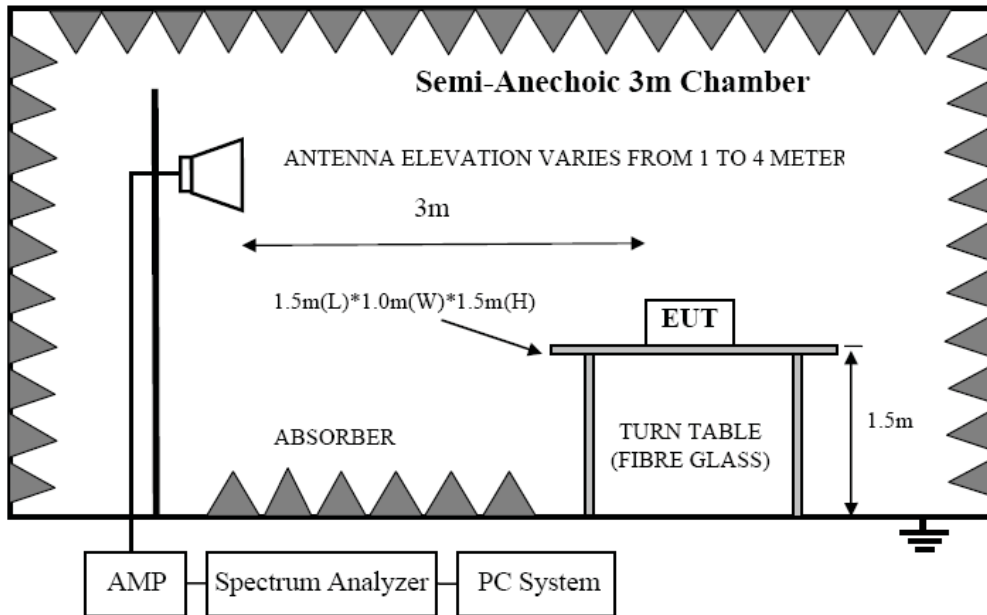 Semi-Anechoic 3m Chamber
ANTENNA ELEVATION VARIES FROM 1 TO 4 METER
3m
1.5m(L)*1.0m(W)*1.5m(H)
EUT
1.5m
ABSORBER
TURN TABLE
(FIBRE GLASS)
AMP
Spectrum Analyzer
PC System